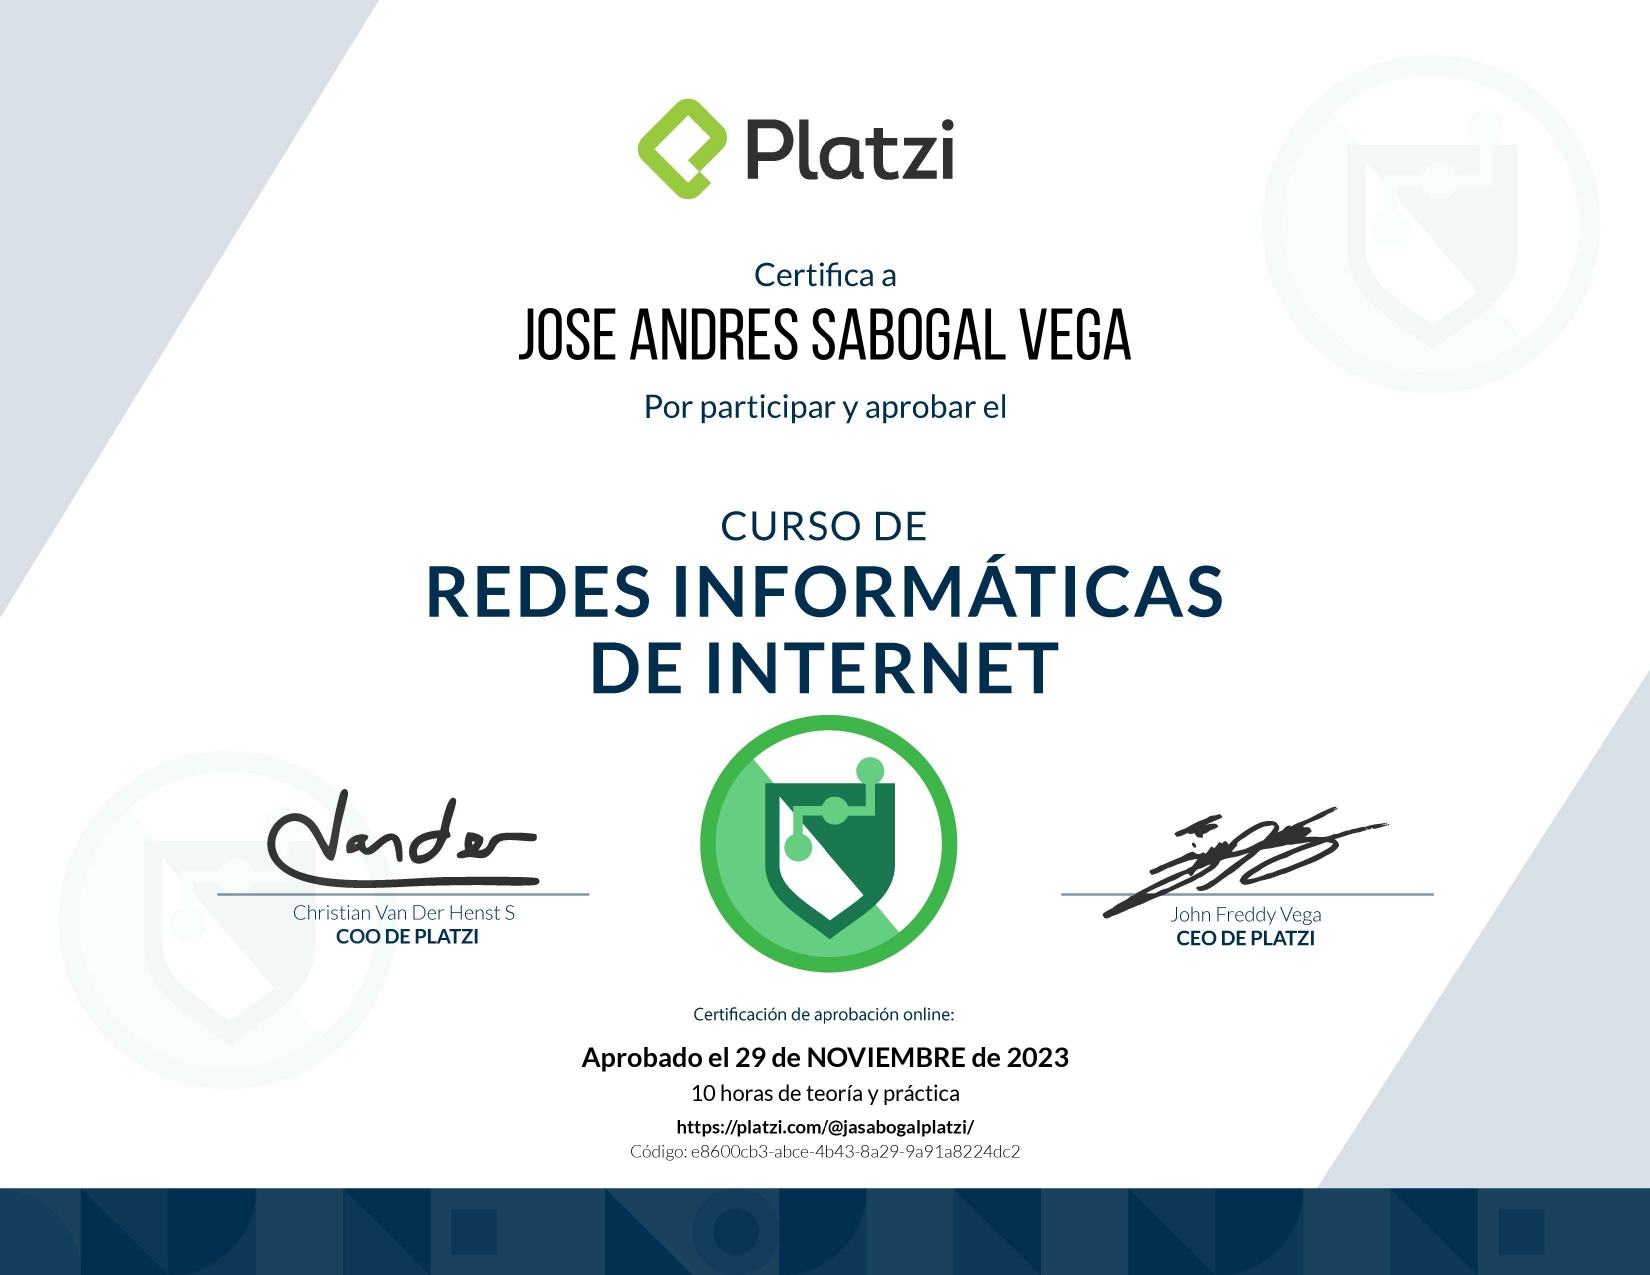 Platzi
Certifica a
JOSE ANDRES SABOGAL VEGA
Por participar y aprobar el
CURSO DE
REDES INFORMÁTICAS
DE INTERNET
Vander
Christian Van Der Henst S
COO DE PLATZI
John Freddy Vega
CEO DE PLATZI
Certificación de aprobación online:
Aprobado el 29 de NOVIEMBRE de 2023
10 horas de teoría y práctica
https://platzi.com/@jasabogalplatzi/
Código: e8600cb3-abce-4b43-8a29-9a91a8224dc2